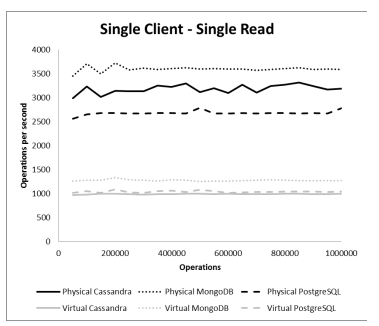 Single Client - Single Read
4000
3500
3000
2500
2000
1500
1000
500
0
Operations per second
0 200000 400000 600000 800000 1000000
Operations
Physical Cassandra Physical MongoDB Physical PostgreSQL
Virtual Cassandra Virtual MongoDB Virtual PostgreSQL